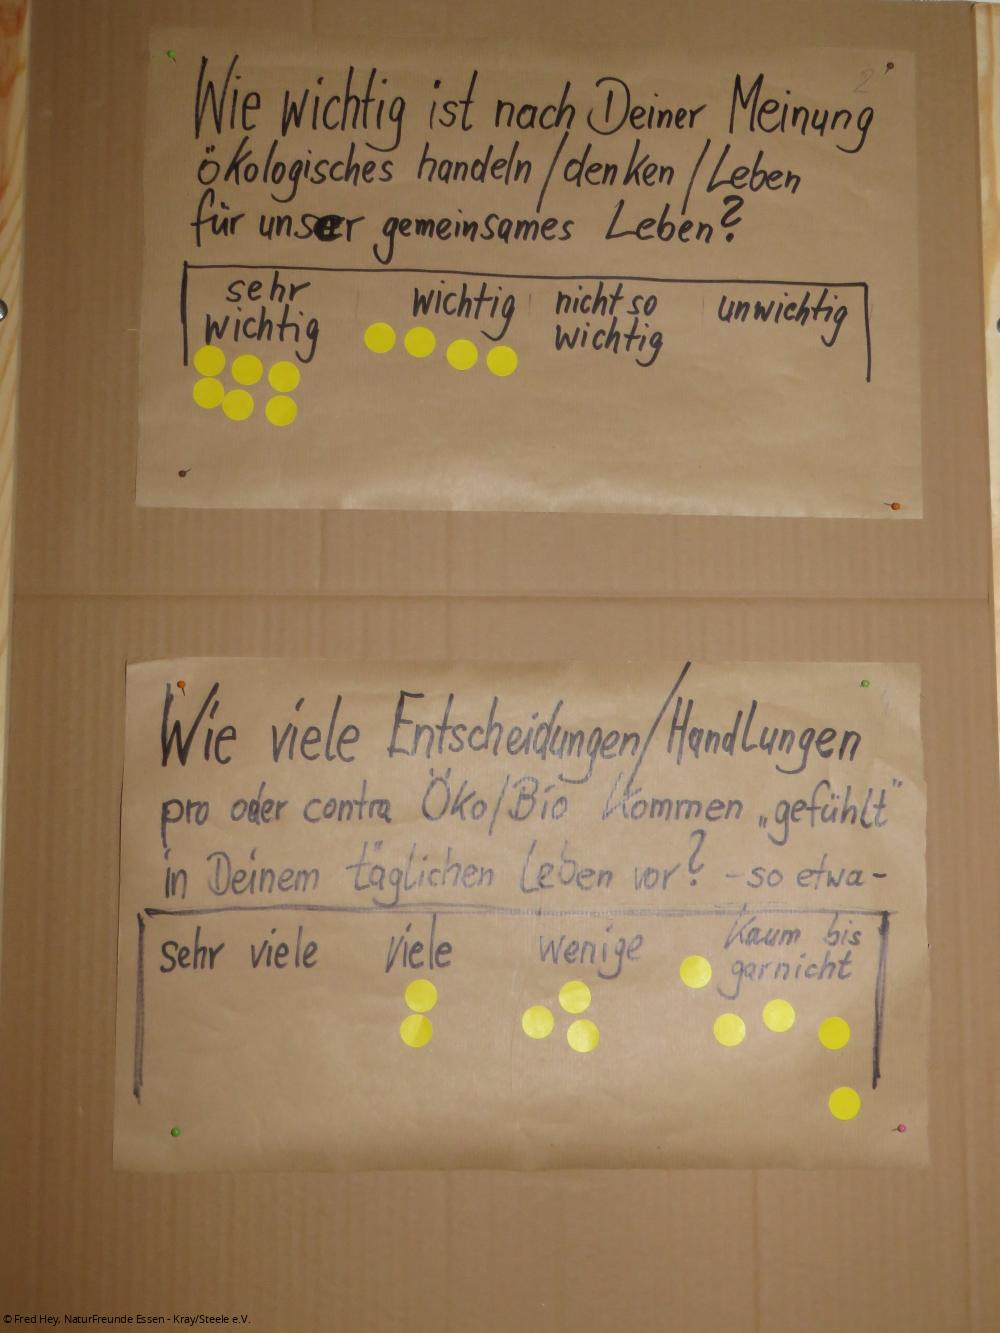 Wie wichtig ist nach Deiner Meinung
ökologisches handeln/denken/Leben
für unser gemeinsames Leben?
sehr wichtig
wichtig
nicht so wichtig
unwichtig
Wie viele Entscheidungen/Handlungen
pro oder contra Öko/Bio kommen „gefühlt"
in Deinem täglichen Leben vor? -so etwa-
sehr viele
viele
wenige
kaum bis garnicht
© Fred Hey, NaturFreunde Essen - Kray/Steele e.V.